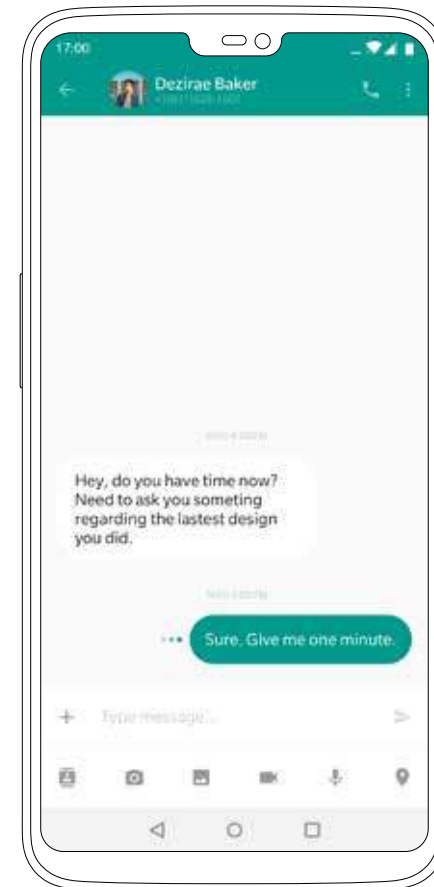 17:00
Dezirae Baker
Hey, do you have time now?
Need to ask you someting
regarding the lastest design
you did.
Sure. Give me one minute.
Type message...